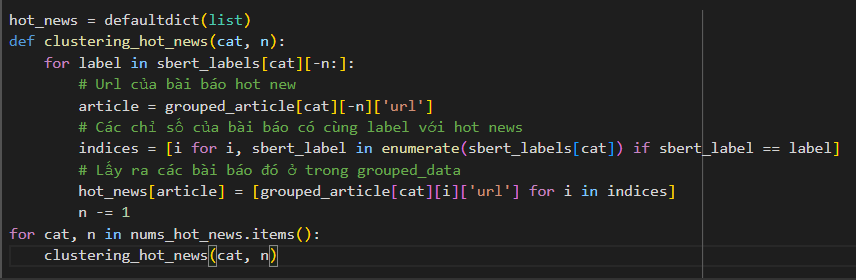 hot_news = defaultdict(list)
def clustering_hot_news(cat, n):
    for label in sbert_labels[cat][-n:]:
        # Url của bài báo hot new
        article = grouped_article[cat][-n]['url']
        # Các chỉ số của bài báo có cùng label với hot news
        indices = [i for i, sbert_label in enumerate(sbert_labels[cat]) if sbert_label == label]
        # Lấy ra các bài báo đó ở trong grouped_data
        hot_news[article] = [grouped_article[cat][i]['url'] for i in indices]
        n -= 1
for cat, n in nums_hot_news.items():
    clustering_hot_news(cat, n)